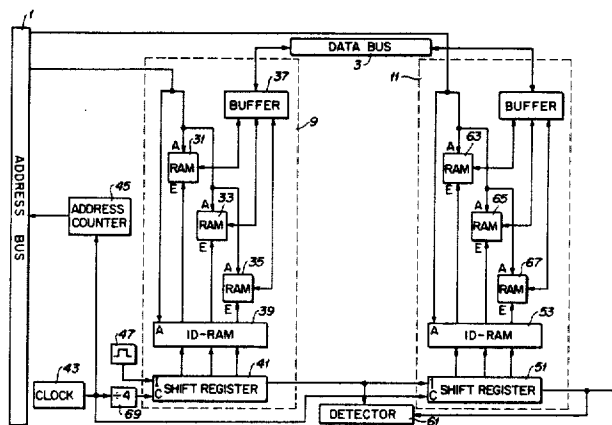 1
DATA BUS
3
11
37
BUFFER
9
BUFFER
ADDRESS BUS
A
31
RAM
E
A
63
RAM
E
45
ADDRESS COUNTER
A
33
RAM
E
A
65
RAM
E
A
35
RAM
E
A
67
RAM
E
A
39
ID-RAM
A
53
ID-RAM
47
43
CLOCK
÷4
69
I
C
SHIFT REGISTER
41
I
C
SHIFT REGISTER
51
DETECTOR
61